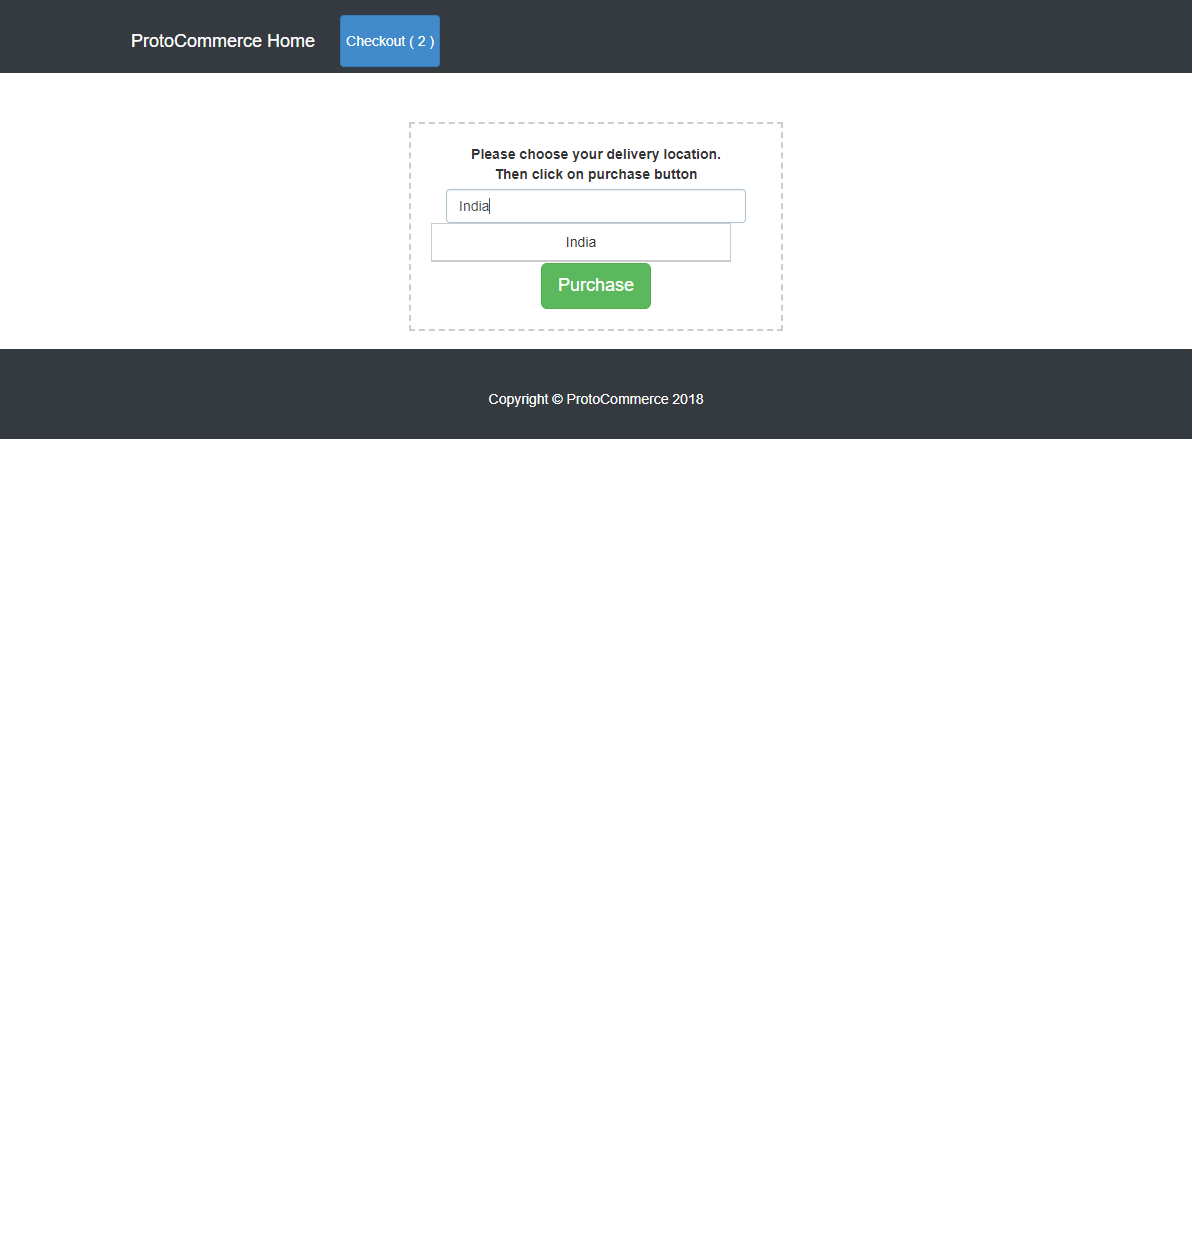 ProtoCommerce Home
Checkout ( 2 )
Please choose your delivery location.
Then click on purchase button
India
India
Purchase
Copyright © ProtoCommerce 2018